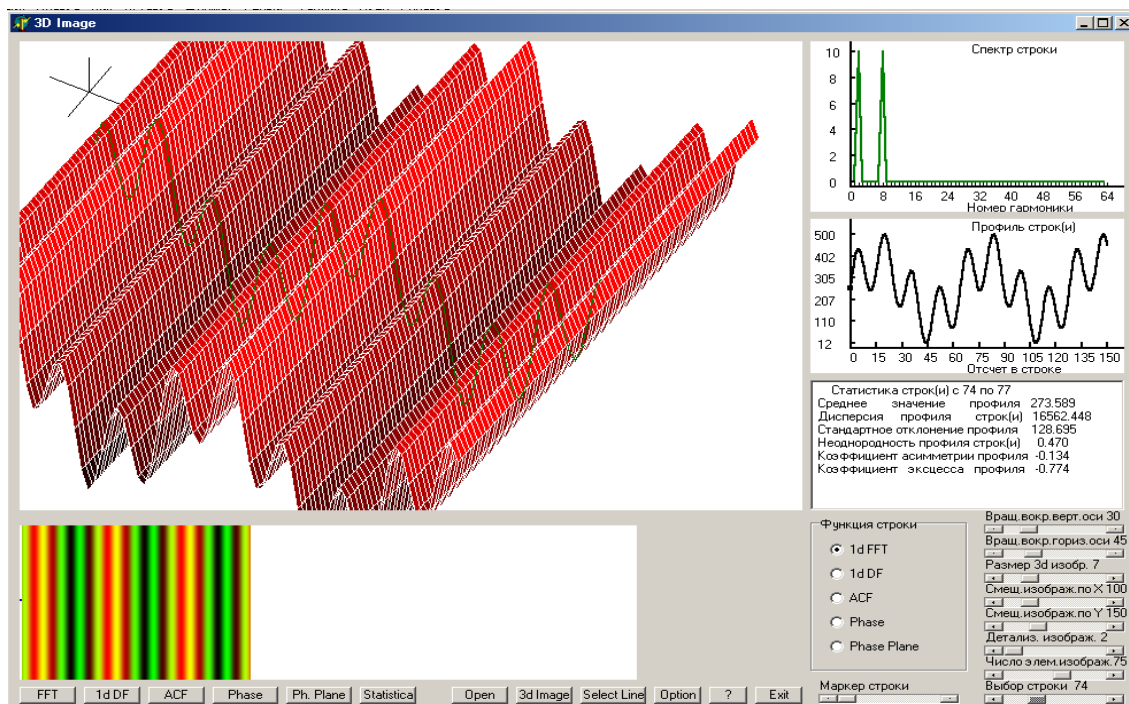 3D Image
Спектр строки
10
8
6
4
2
0
0 8 16 24 32 40 48 56 64
Номер гармоники
Профиль строк(и)
500
402
305
207
110
12
0 15 30 45 60 75 90 105 120 135 150
Отсчет в строке
Статистика строк(и) с 74 по 77
Среднее значение профиля 273.589
Дисперсия профиля строк(и) 16562.448
Стандартное отклонение профиля 128.695
Неоднородность профиля строк(и) 0.470
Коэффициент асимметрии профиля -0.134
Коэффициент эксцесса профиля -0.774
Функция строки
1d FFT
1d DF
ACF
Phase
Phase Plane
Маркер строки
Вращ.вокр.верт.оси 30
Вращ.вокр.гориз.оси 45
Размер 3d изобр. 7
Смещ.изображ.по X 100
Смещ.изображ.по Y 150
Детализ. изображ. 2
Число элем.изображ.75
Выбор строки 74
FFT 1d DF ACF Phase Ph. Plane Statistica Open 3d Image Select Line Option ? Exit